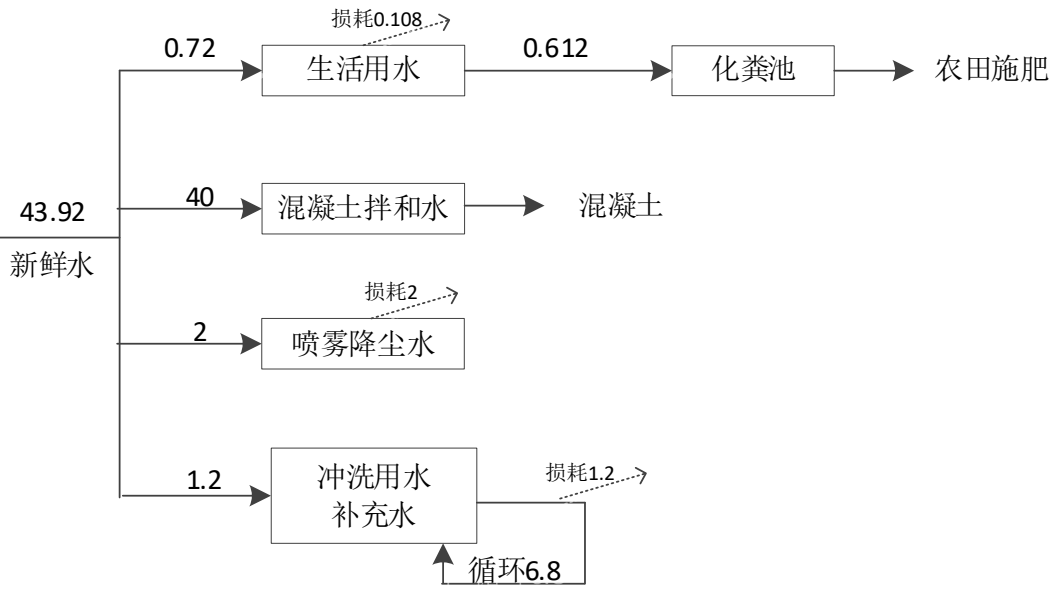 损耗0.108
0.72
生活用水
0.612
化粪池
农田施肥
43.92
新鲜水
40
混凝土拌和水
混凝土
损耗2
2
喷雾降尘水
1.2
冲洗用水
补充水
损耗1.2
循环6.8